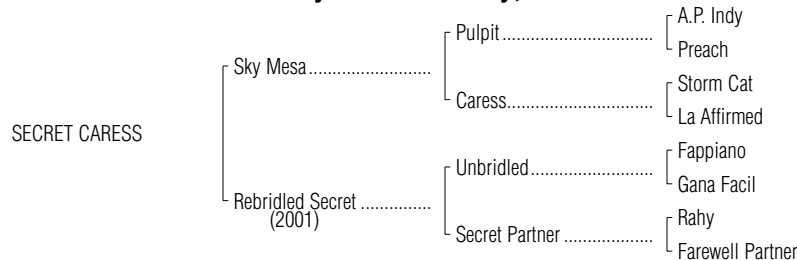 A.P. Indy
Pulpit
Preach
Sky Mesa
Storm Cat
Caress
La Affirmed
SECRET CARESS
Fappiano
Unbridled
Gana Facil
Rebridled Secret
(2001)
Rahy
Secret Partner
Farewell Partner